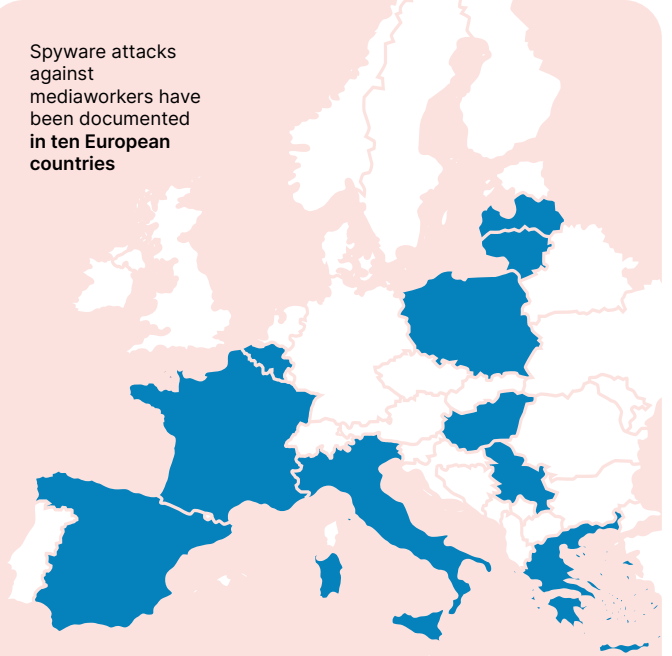 Spyware attacks
against
mediaworkers have
been documented
in ten European
countries